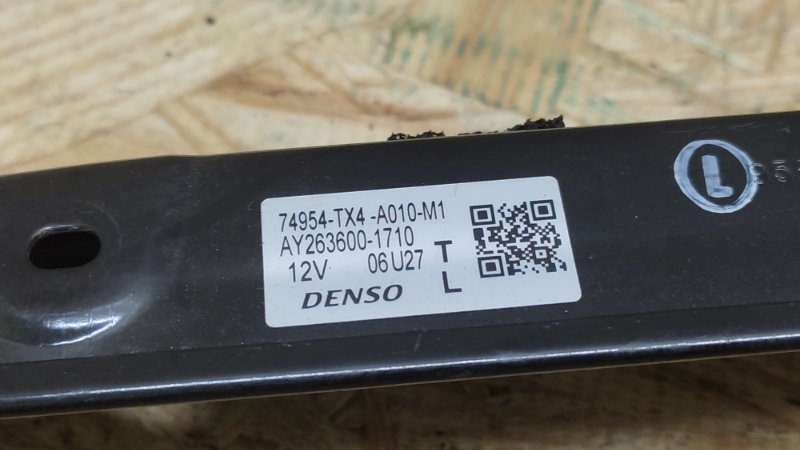 74954-TX4-A010-M1
AY263600-1710
12V 06U27
T
L
DENSO
L